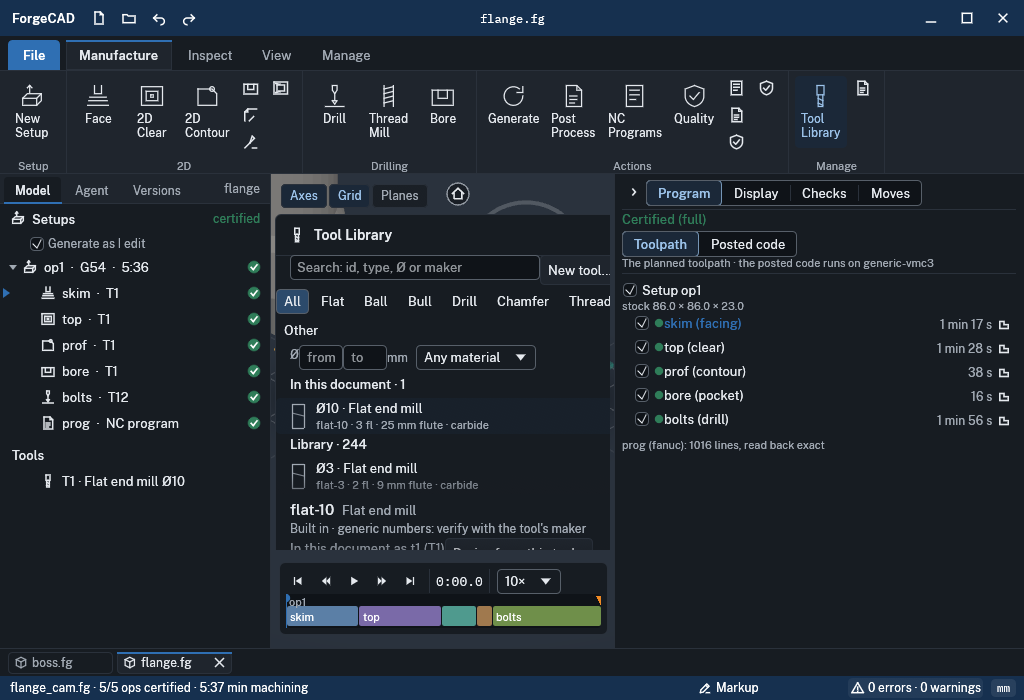 ForgeCAD
flange.fg
File Manufacture Inspect View Manage
New Setup
Face
2D Clear
2D Contour
Drill
Thread Mill
Bore
Generate
Post Process
NC Programs
Quality
Tool Library
Setup 2D Drilling Actions Manage
Model Agent Versions flange
Setups certified
Generate as I edit
op1 · G54 · 5:36
skim · T1
top · T1
prof · T1
bore · T1
bolts · T12
prog · NC program
Tools
T1 · Flat end mill Ø10
Axes Grid Planes
Tool Library
Search: id, type, Ø or maker
New tool...
All Flat Ball Bull Drill Chamfer Thread
Other
Ø from to mm Any material
In this document · 1
Ø10 · Flat end mill
flat-10 · 3 fl · 25 mm flute · carbide
Library · 244
Ø3 · Flat end mill
flat-3 · 2 fl · 9 mm flute · carbide
flat-10 Flat end mill
Built in · generic numbers: verify with the tool's maker
In this document as t1 (T1)
0:00.0 10×
op1
skim top bolts
Program Display Checks Moves
Certified (full)
Toolpath Posted code
The planned toolpath · the posted code runs on generic-vmc3
Setup op1
stock 86.0 × 86.0 × 23.0
skim (facing) 1 min 17 s
top (clear) 1 min 28 s
prof (contour) 38 s
bore (pocket) 16 s
bolts (drill) 1 min 56 s
prog (fanuc): 1016 lines, read back exact
boss.fg flange.fg
flange_cam.fg · 5/5 ops certified · 5:37 min machining
Markup
0 errors · 0 warnings mm